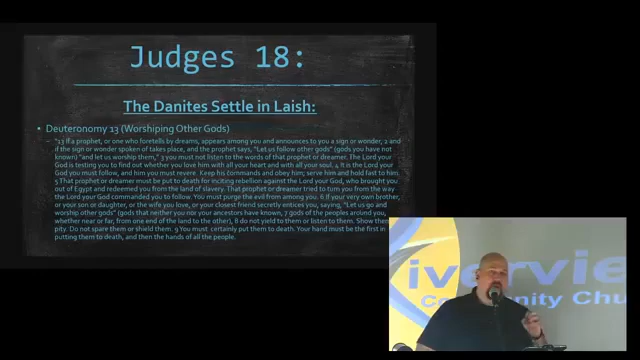 Judges 18:
The Danites Settle in Laish:
• Deuteronomy 13 (Worshiping Other Gods)
– "13 If a prophet, or one who foretells by dreams, appears among you and announces to you a sign or wonder, 2 and
if the sign or wonder spoken of takes place, and the prophet says, "Let us follow other gods" (gods you have not
known) "and let us worship them," 3 you must not listen to the words of that prophet or dreamer. The Lord your
God is testing you to find out whether you love him with all your heart and with all your soul. 4 It is the Lord your
God you must follow, and him you must revere. Keep his commands and obey him; serve him and hold fast to him.
5 That prophet or dreamer must be put to death for inciting rebellion against the Lord your God, who brought you
out of Egypt and redeemed you from the land of slavery. That prophet or dreamer tried to turn you from the way
the Lord your God commanded you to follow. You must purge the evil from among you. 6 If your very own brother,
or your son or daughter, or the wife you love, or your closest friend secretly entices you, saying, "Let us go and
worship other gods" (gods that neither you nor your ancestors have known, 7 gods of the peoples around you,
whether near or far, from one end of the land to the other), 8 do not yield to them or listen to them. Show them
pity. Do not spare them or shield them. 9 You must certainly put them to death. Your hand must be the first in
putting them to death, and then the hands of all the people.
iverview
Community Chu